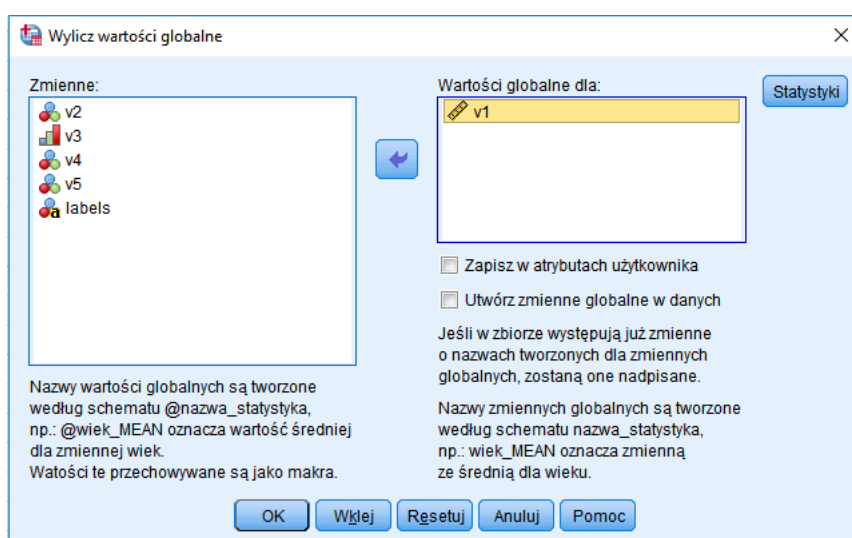 Wylicz wartości globalne
Zmienne:
v2
v3
v4
v5
labels
Wartości globalne dla:
v1
Statystyki
Zapisz w atrybutach użytkownika
Utwórz zmienne globalne w danych
Jeśli w zbiorze występują już zmienne
o nazwach tworzonych dla zmiennych
globalnych, zostaną one nadpisane.
Nazwy wartości globalnych są tworzone
według schematu @nazwa_statystyka,
np.: @wiek_MEAN oznacza wartość średniej
dla zmiennej wiek.
Watości te przechowywane są jako makra.
Nazwy zmiennych globalnych są tworzone
według schematu nazwa_statystyka,
np.: wiek_MEAN oznacza zmienną
ze średnią dla wieku.
OK Wklej Resetuj Anuluj Pomoc